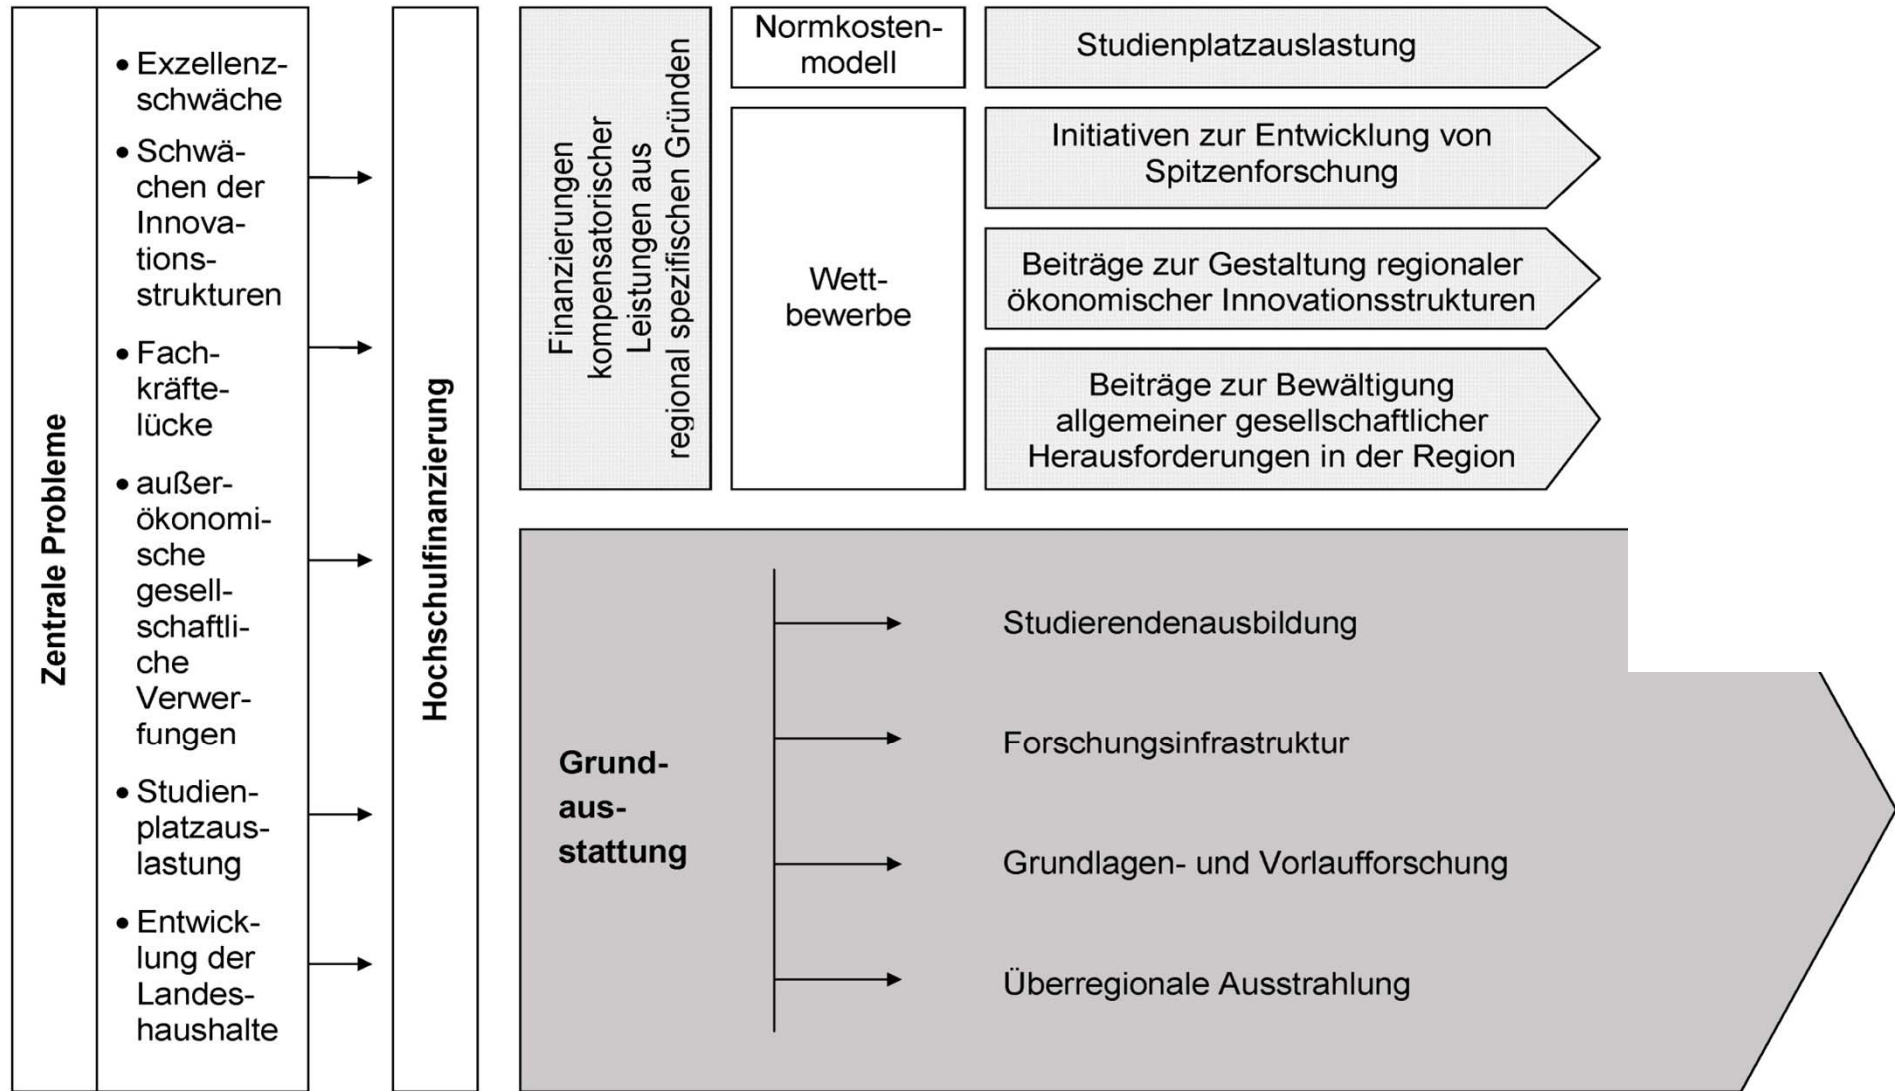 Zentrale Probleme
• Exzellenz-
schwäche
• Schwä-
chen der
Innova-
tions-
strukturen
• Fach-
kräfte-
lücke
• außer-
ökonomi-
sche
gesell-
schaftli-
che
Verwer-
fungen
• Studien-
platzaus-
lastung
• Entwick-
lung der
Landes-
haushalte
Hochschulfinanzierung
Finanzierungen
kompensatorischer
Leistungen aus
regional spezifischen Gründen
Normkosten-
modell
Studienplatzauslastung
Wett-
bewerbe
Initiativen zur Entwicklung von
Spitzenforschung
Beiträge zur Gestaltung regionaler
ökonomischer Innovationsstrukturen
Beiträge zur Bewältigung
allgemeiner gesellschaftlicher
Herausforderungen in der Region
Grund-
aus-
stattung
Studierendenausbildung
Forschungsinfrastruktur
Grundlagen- und Vorlaufforschung
Überregionale Ausstrahlung